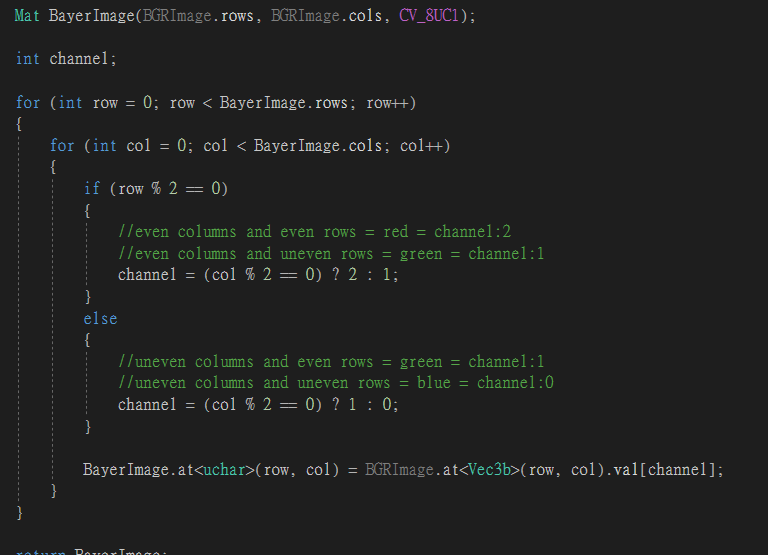 Mat BayerImage(BGRImage.rows, BGRImage.cols, CV_8UC1);
int channel;
for (int row = 0; row < BayerImage.rows; row++)
{
for (int col = 0; col < BayerImage.cols; col++)
{
if (row % 2 == 0)
{
//even columns and even rows = red = channel:2
//even columns and uneven rows = green = channel:1
channel = (col % 2 == 0) ? 2 : 1;
}
else
{
//uneven columns and even rows = green = channel:1
//uneven columns and uneven rows = blue = channel:0
channel = (col % 2 == 0) ? 1 : 0;
}
BayerImage.at<uchar>(row, col) = BGRImage.at<Vec3b>(row, col).val[channel];
}
}
return BayerImage;